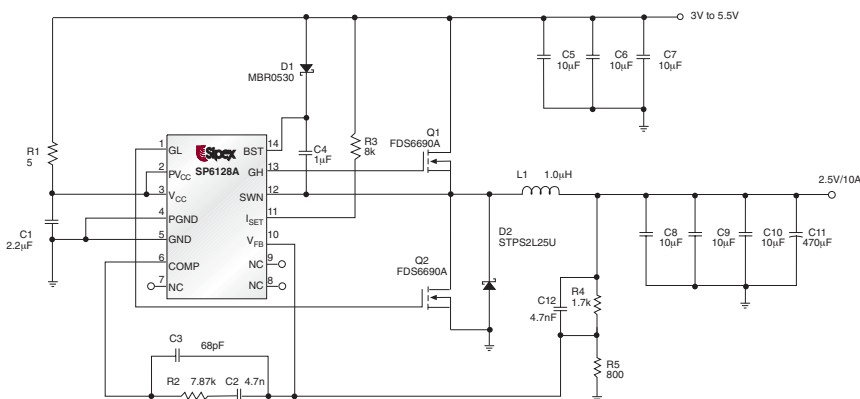 3V to 5.5V
D1
MBR0530
C5
10µF
C6
10µF
C7
10µF
R1
5
C4
1µF
R3
8k
Q1
FDS6690A
Sipex
SP6128A
1
GL
2
PVCC
3
VCC
4
PGND
5
GND
6
COMP
7
NC
14
BST
13
GH
12
SWN
11
ISET
10
VFB
9
NC
8
NC
L1 1.0µH
2.5V/10A
C1
2.2µF
D2
STPS2L25U
Q2
FDS6690A
C8
10µF
C9
10µF
C10
10µF
C11
470µF
C12
4.7nF
R4
1.7k
R5
800
C3
68pF
R2 7.87k C2 4.7n